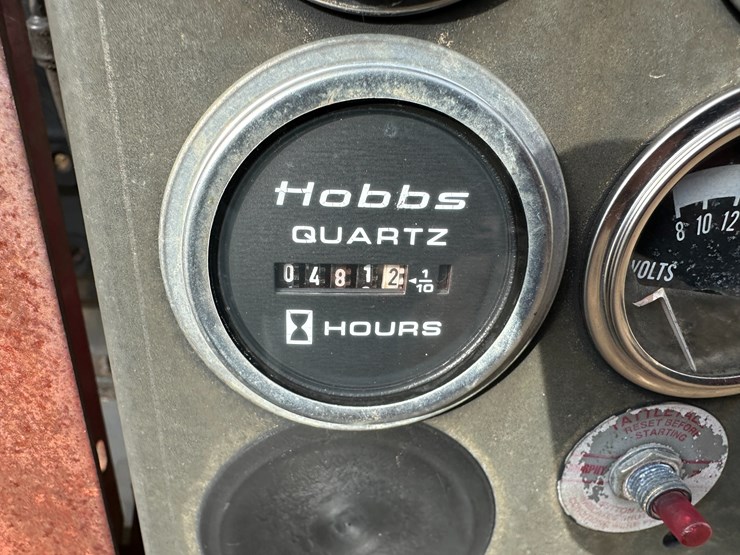 Hobbs
QUARTZ
04812 ◄1/10
HOURS
8 10 12
VOLTS
RESET BEFORE
STARTING